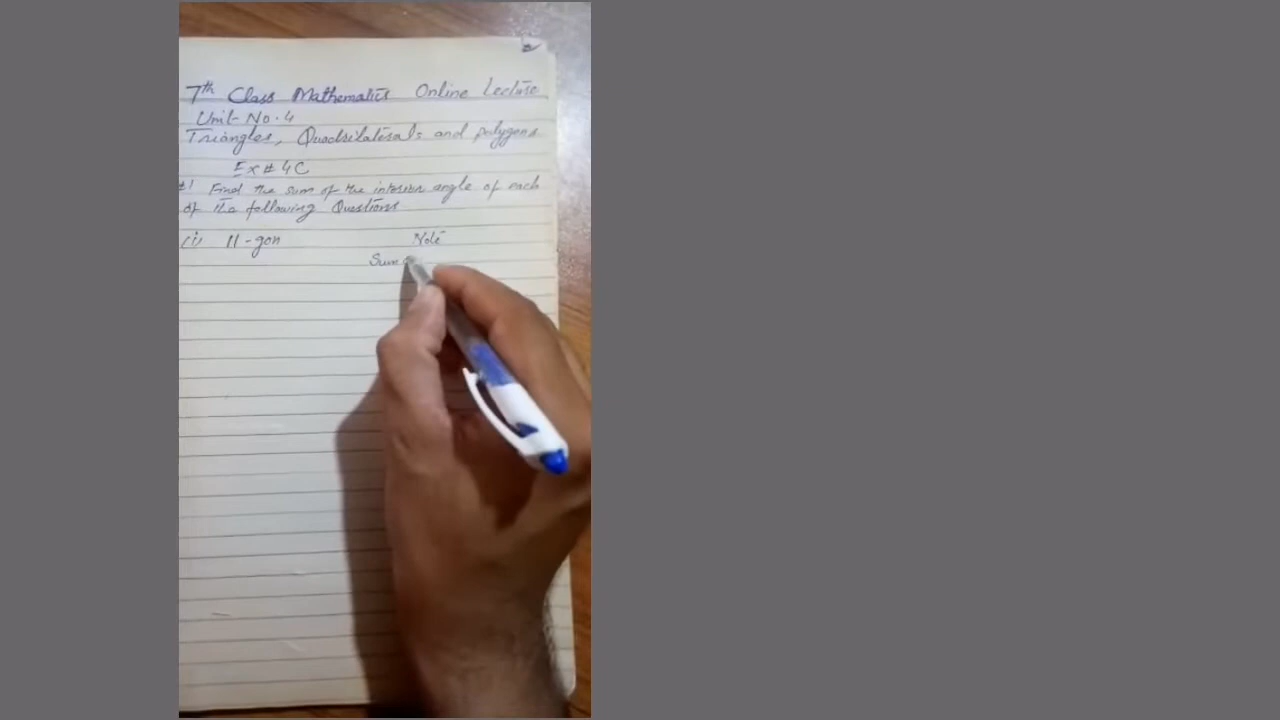 7th Class Mathematics Online Lecture
Unit No. 4
Triangles, Quadrilaterals and polygons
Ex # 4C
#1 Find the sum of the interior angle of each
of the following Questions
(i) 11-gon Note
Sum